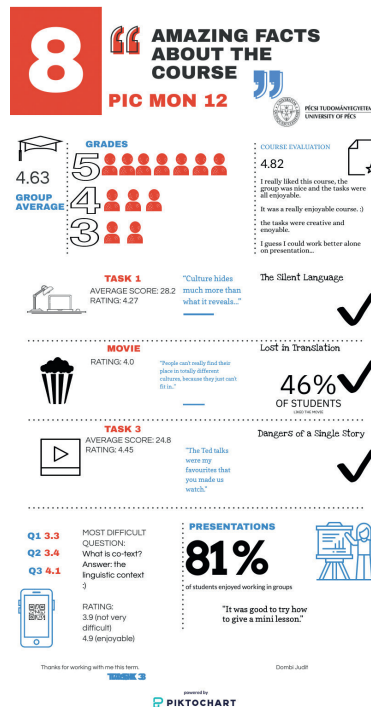 8
AMAZING FACTS
ABOUT THE
COURSE
PIC MON 12
PÉCSI TUDOMÁNYEGYETEM
UNIVERSITY OF PÉCS
4.63
GROUP
AVERAGE
GRADES
5
4
3
COURSE EVALUATION
4.82
I really liked this course, the
group was nice and the tasks were
all enjoyable.
It was a really enjoyable course. :)
the tasks were creative and
enoyable.
I guess I could work better alone
on presentation...
TASK 1
AVERAGE SCORE: 28.2
RATING: 4.27
"Culture hides
much more than
what it reveals..."
The Silent Language
MOVIE
RATING: 4.0
"People can't really find their
place in totally different
cultures, because they just can't
fit in.."
Lost in Translation
46%
OF STUDENTS
LIKED THE MOVIE
TASK 3
AVERAGE SCORE: 24.8
RATING: 4.45
"The Ted talks
were my
favourites that
you made us
watch."
Dangers of a Single Story
Q1 3.3
Q2 3.4
Q3 4.1
MOST DIFFICULT
QUESTION:
What is co-text?
Answer: the
linguistic context
:)
RATING:
3.9 (not very
difficult)
4.9 (enjoyable)
PRESENTATIONS
81%
of students enjoyed working in groups
"It was good to try how
to give a mini lesson."
Thanks for working with me this term.
TASK 3
Dombi Judit
powered by
PIKTOCHART